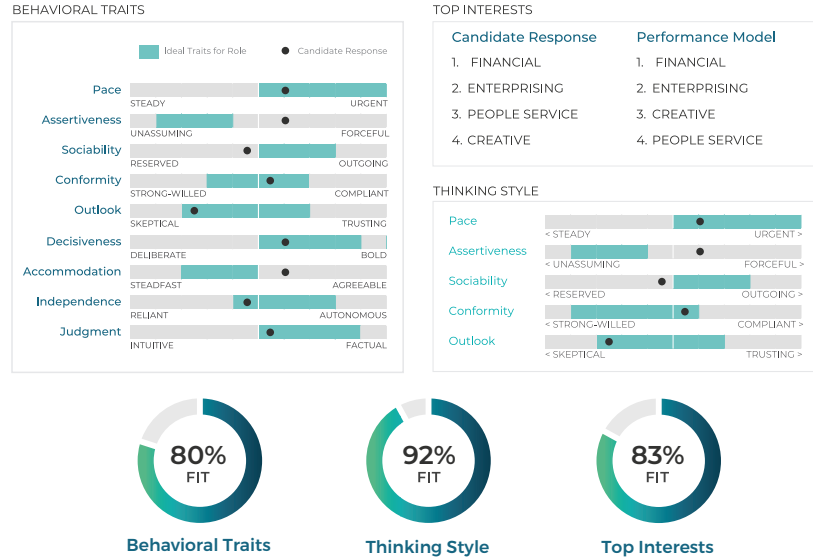 BEHAVIORAL TRAITS
Ideal Traits for Role
Candidate Response
Pace
STEADY URGENT
Assertiveness
UNASSUMING FORCEFUL
Sociability
RESERVED OUTGOING
Conformity
STRONG-WILLED COMPLIANT
Outlook
SKEPTICAL TRUSTING
Decisiveness
DELIBERATE BOLD
Accommodation
STEADFAST AGREEABLE
Independence
RELIANT AUTONOMOUS
Judgment
INTUITIVE FACTUAL
TOP INTERESTS
Candidate Response
1. FINANCIAL
2. ENTERPRISING
3. PEOPLE SERVICE
4. CREATIVE
Performance Model
1. FINANCIAL
2. ENTERPRISING
3. CREATIVE
4. PEOPLE SERVICE
THINKING STYLE
Pace
< STEADY URGENT >
Assertiveness
< UNASSUMING FORCEFUL >
Sociability
< RESERVED OUTGOING >
Conformity
< STRONG-WILLED COMPLIANT >
Outlook
< SKEPTICAL TRUSTING >
80%
FIT
Behavioral Traits
92%
FIT
Thinking Style
83%
FIT
Top Interests